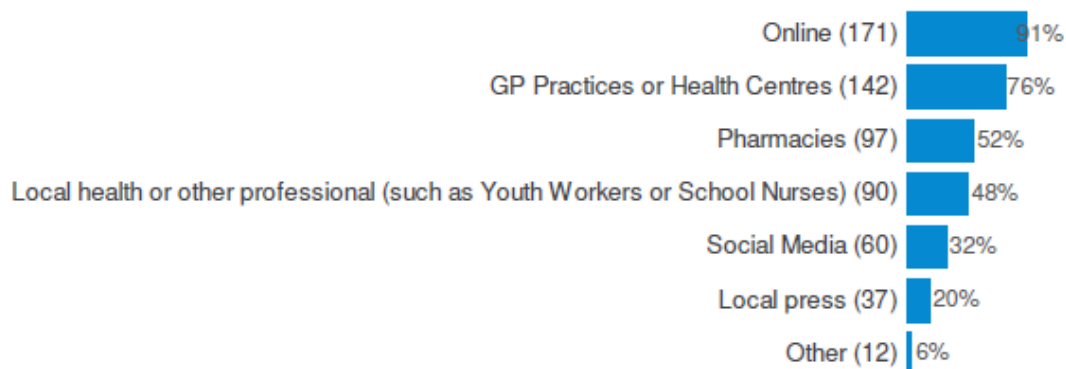 Online (171) 91%
GP Practices or Health Centres (142) 76%
Pharmacies (97) 52%
Local health or other professional (such as Youth Workers or School Nurses) (90) 48%
Social Media (60) 32%
Local press (37) 20%
Other (12) 6%